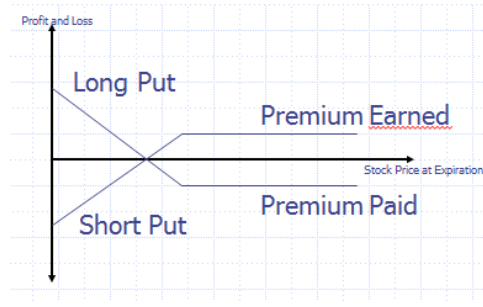 Profit and Loss
Long Put
Premium Earned
Stock Price at Expiration
Premium Paid
Short Put